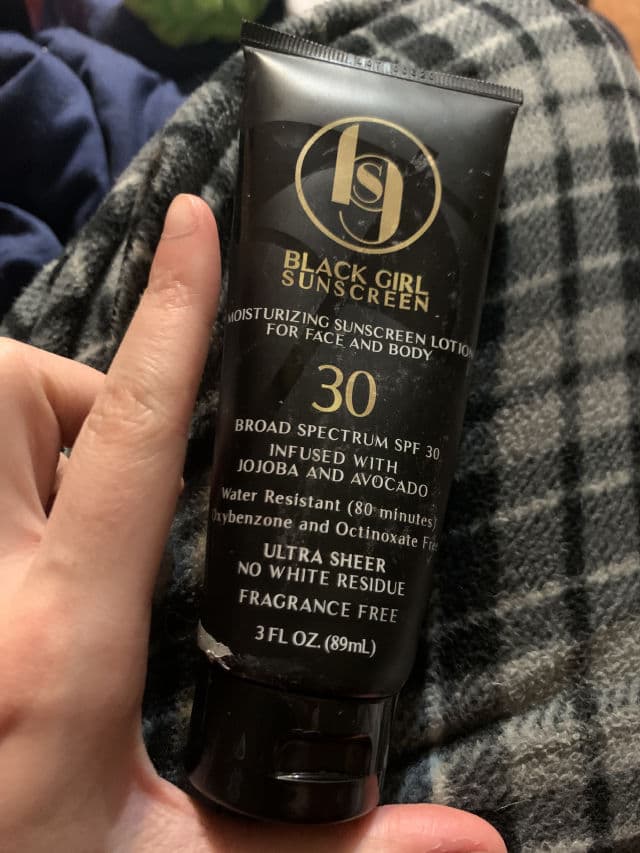 bgs
BLACK GIRL
SUNSCREEN
MOISTURIZING SUNSCREEN LOTION
FOR FACE AND BODY
30
BROAD SPECTRUM SPF 30
INFUSED WITH
JOJOBA AND AVOCADO
Water Resistant (80 minutes)
Oxybenzone and Octinoxate Free
ULTRA SHEER
NO WHITE RESIDUE
FRAGRANCE FREE
3 FL OZ. (89mL)